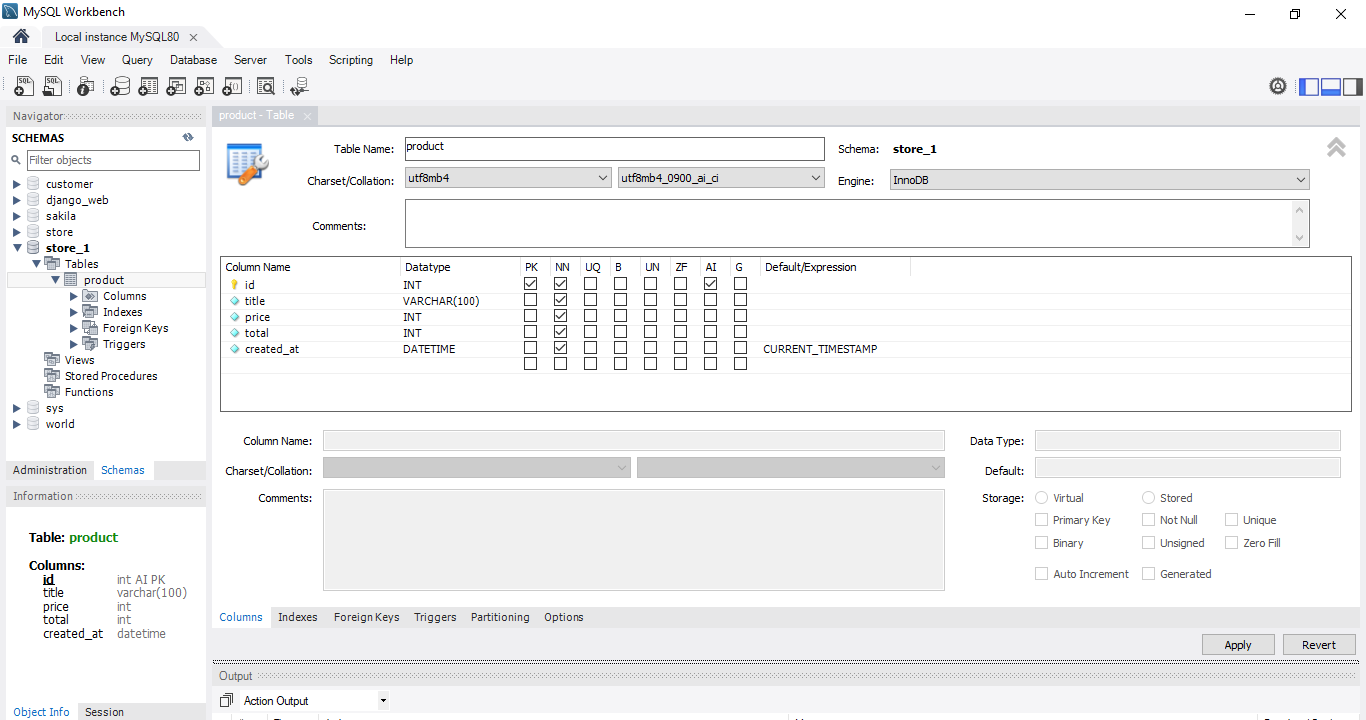 MySQL Workbench
Local instance MySQL80
File Edit View Query Database Server Tools Scripting Help
Navigator
SCHEMAS
Filter objects
customer
django_web
sakila
store
store_1
Tables
product
Columns
Indexes
Foreign Keys
Triggers
Views
Stored Procedures
Functions
sys
world
Administration Schemas
Information
Table: product
Columns:
id int AI PK
title varchar(100)
price int
total int
created_at datetime
Object Info Session
product - Table
Table Name: product Schema: store_1
Charset/Collation: utf8mb4 utf8mb4_0900_ai_ci Engine: InnoDB
Comments:
Column Name Datatype PK NN UQ B UN ZF AI G Default/Expression
id INT
title VARCHAR(100)
price INT
total INT
created_at DATETIME CURRENT_TIMESTAMP
Column Name: Data Type:
Charset/Collation: Default:
Comments: Storage: Virtual Stored
Primary Key Not Null Unique
Binary Unsigned Zero Fill
Auto Increment Generated
Columns Indexes Foreign Keys Triggers Partitioning Options
Apply Revert
Output
Action Output